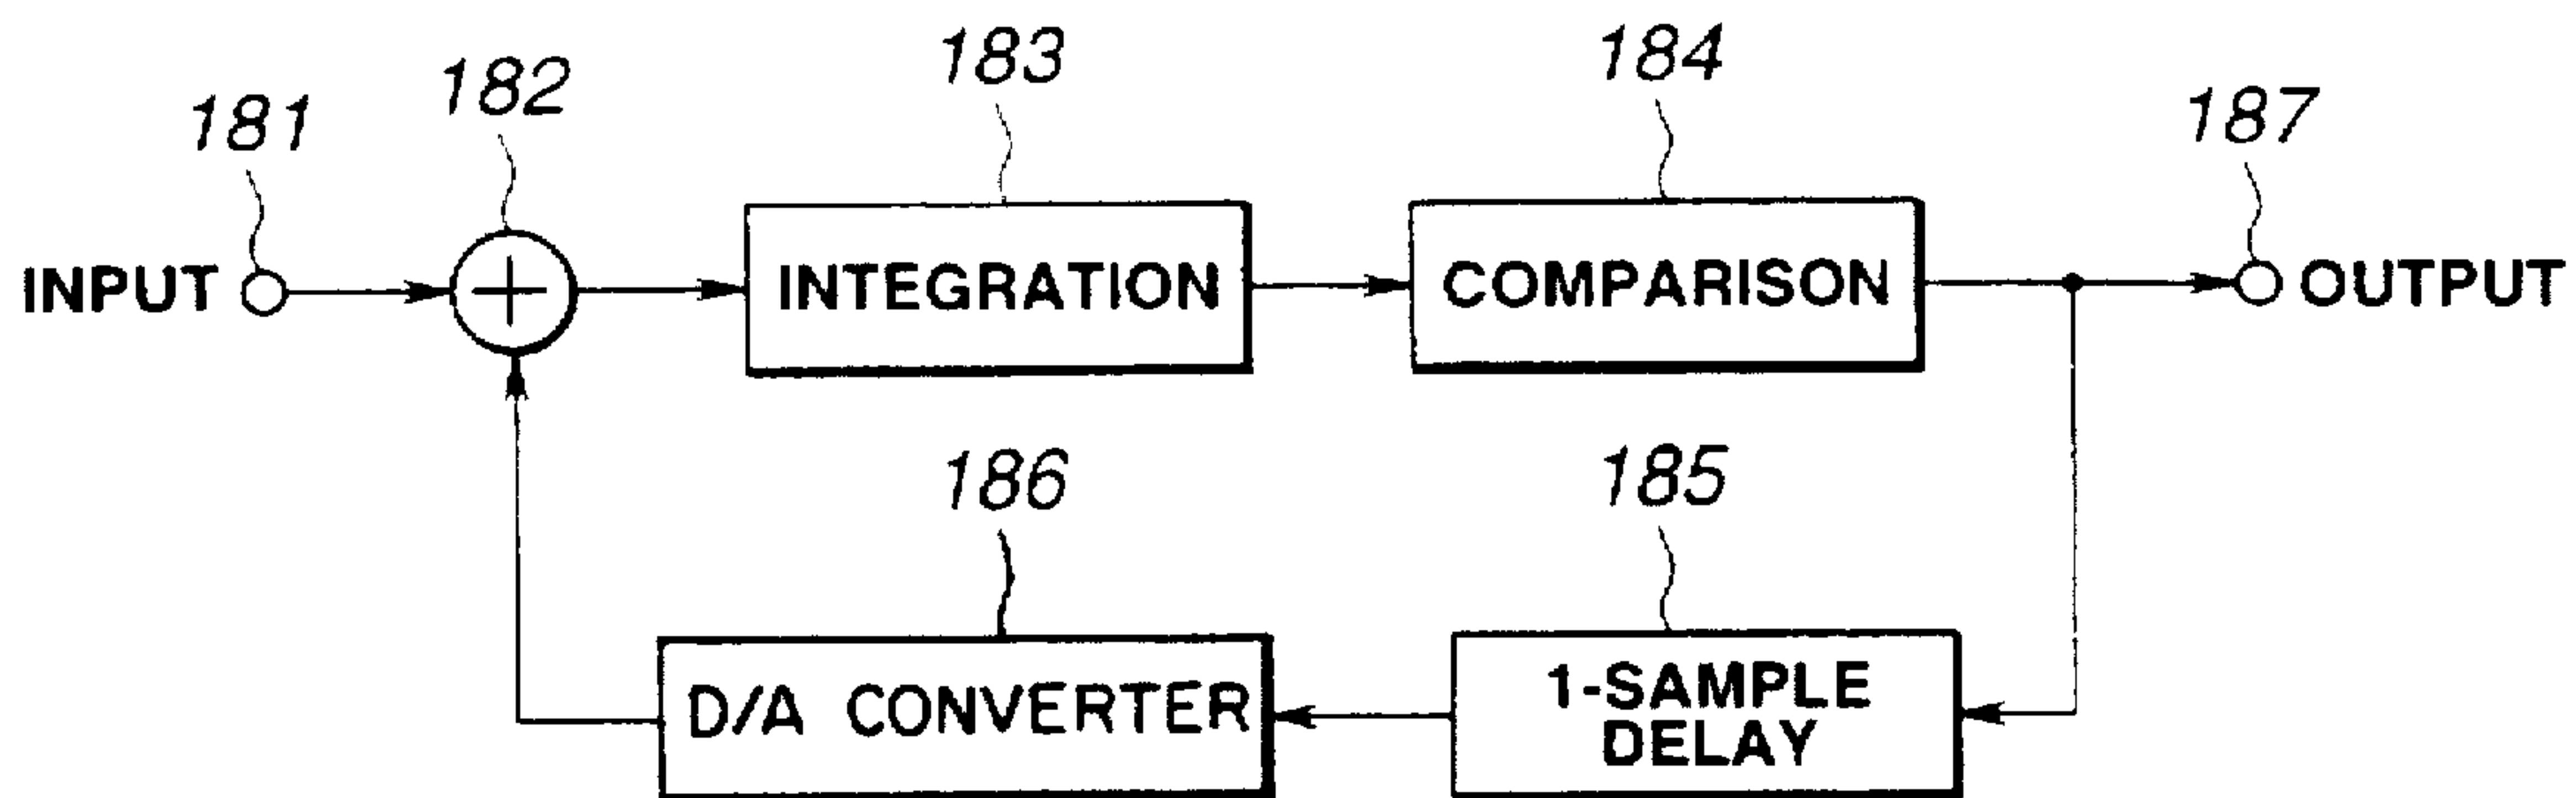 181
182
183
184
187
INPUT
+
INTEGRATION
COMPARISON
OUTPUT
186
185
D/A CONVERTER
1-SAMPLE
DELAY